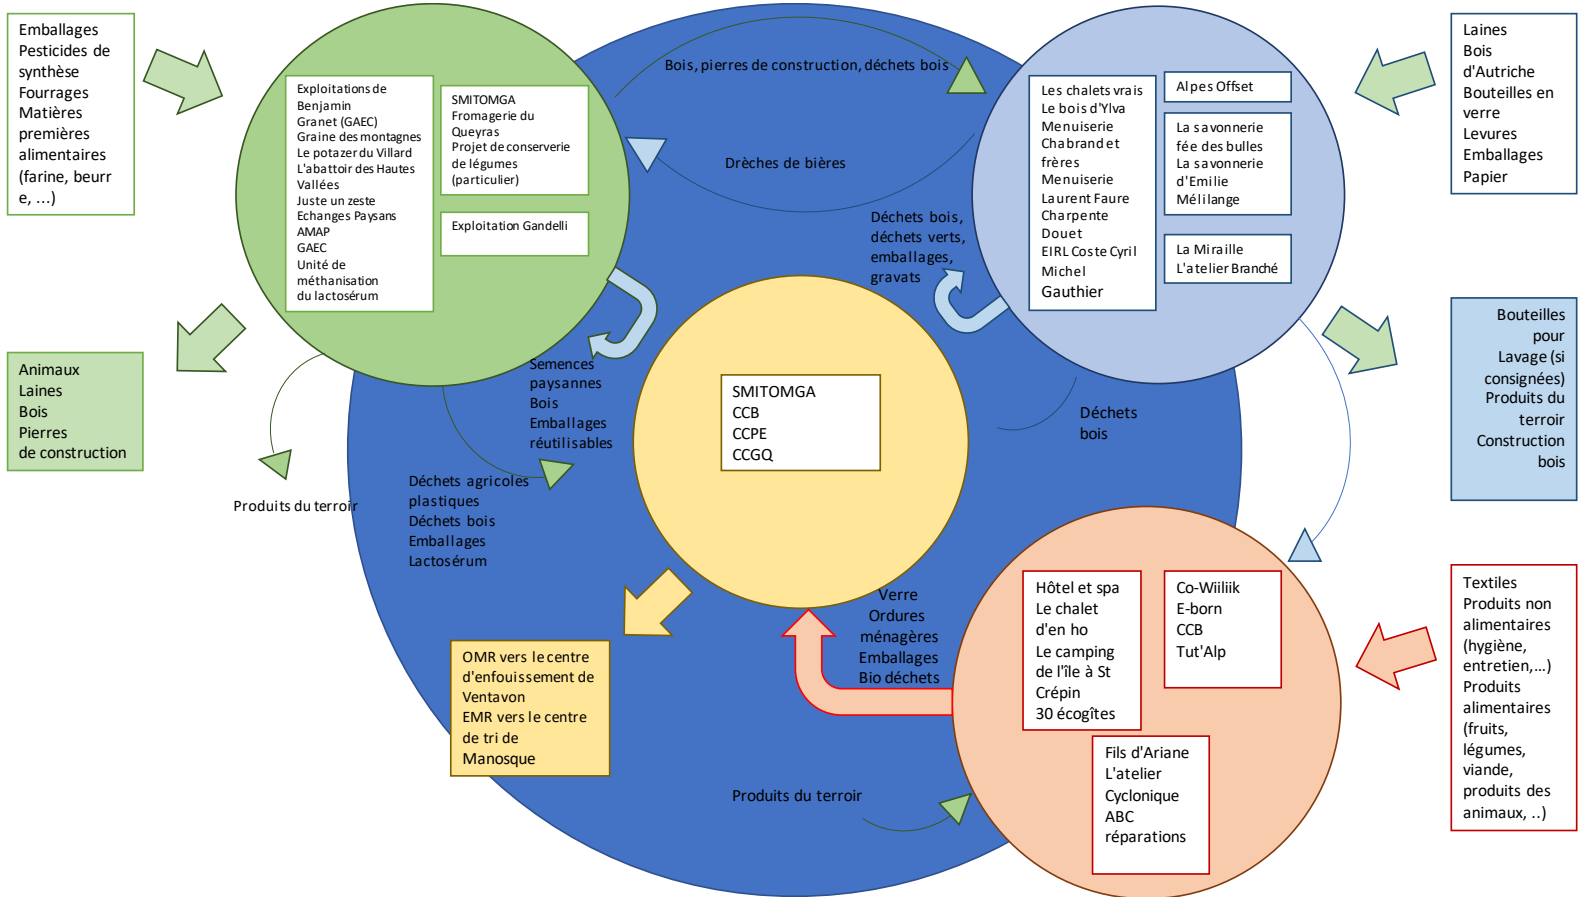 Emballages
Pesticides de
synthèse
Fourrages
Matières
premières
alimentaires
(farine, beurr
e, ...)
Exploitations de
Benjamin
Granet (GAEC)
Graine des montagnes
Le potazer du Villard
L'abattoir des Hautes
Vallées
Juste un zeste
Echanges Paysans
AMAP
GAEC
Unité de
méthanisation
du lactosérum
SMITOMGA
Fromagerie du
Queyras
Projet de conserverie
de légumes
(particulier)
Exploitation Gandelli
Bois, pierres de construction, déchets bois
Drèches de bières
Les chalets vrais
Le bois d'Ylva
Menuiserie
Chabrand et
frères
Menuiserie
Laurent Faure
Charpente
Douet
EIRL Coste Cyril
Michel
Gauthier
Alpes Offset
La savonnerie
fée des bulles
La savonnerie
d'Emilie
Mélilange
La Miraille
L'atelier Branché
Laines
Bois
d'Autriche
Bouteilles en
verre
Levures
Emballages
Papier
Déchets bois,
déchets verts,
emballages,
gravats
Animaux
Laines
Bois
Pierres
de construction
Semences
paysannes
Bois
Emballages
réutilisables
SMITOMGA
CCB
CCPE
CCGQ
Déchets
bois
Bouteilles
pour
Lavage (si
consignées)
Produits du
terroir
Construction
bois
Produits du terroir
Déchets agricoles
plastiques
Déchets bois
Emballages
Lactosérum
OMR vers le centre
d'enfouissement de
Ventavon
EMR vers le centre
de tri de
Manosque
Verre
Ordures
ménagères
Emballages
Bio déchets
Hôtel et spa
Le chalet
d'en ho
Le camping
de l'île à St
Crépin
30 écogîtes
Co-Wiiliik
E-born
CCB
Tut'Alp
Fils d'Ariane
L'atelier
Cyclonique
ABC
réparations
Textiles
Produits non
alimentaires
(hygiène,
entretien,...)
Produits
alimentaires
(fruits,
légumes,
viande,
produits des
animaux, ..)
Produits du terroir